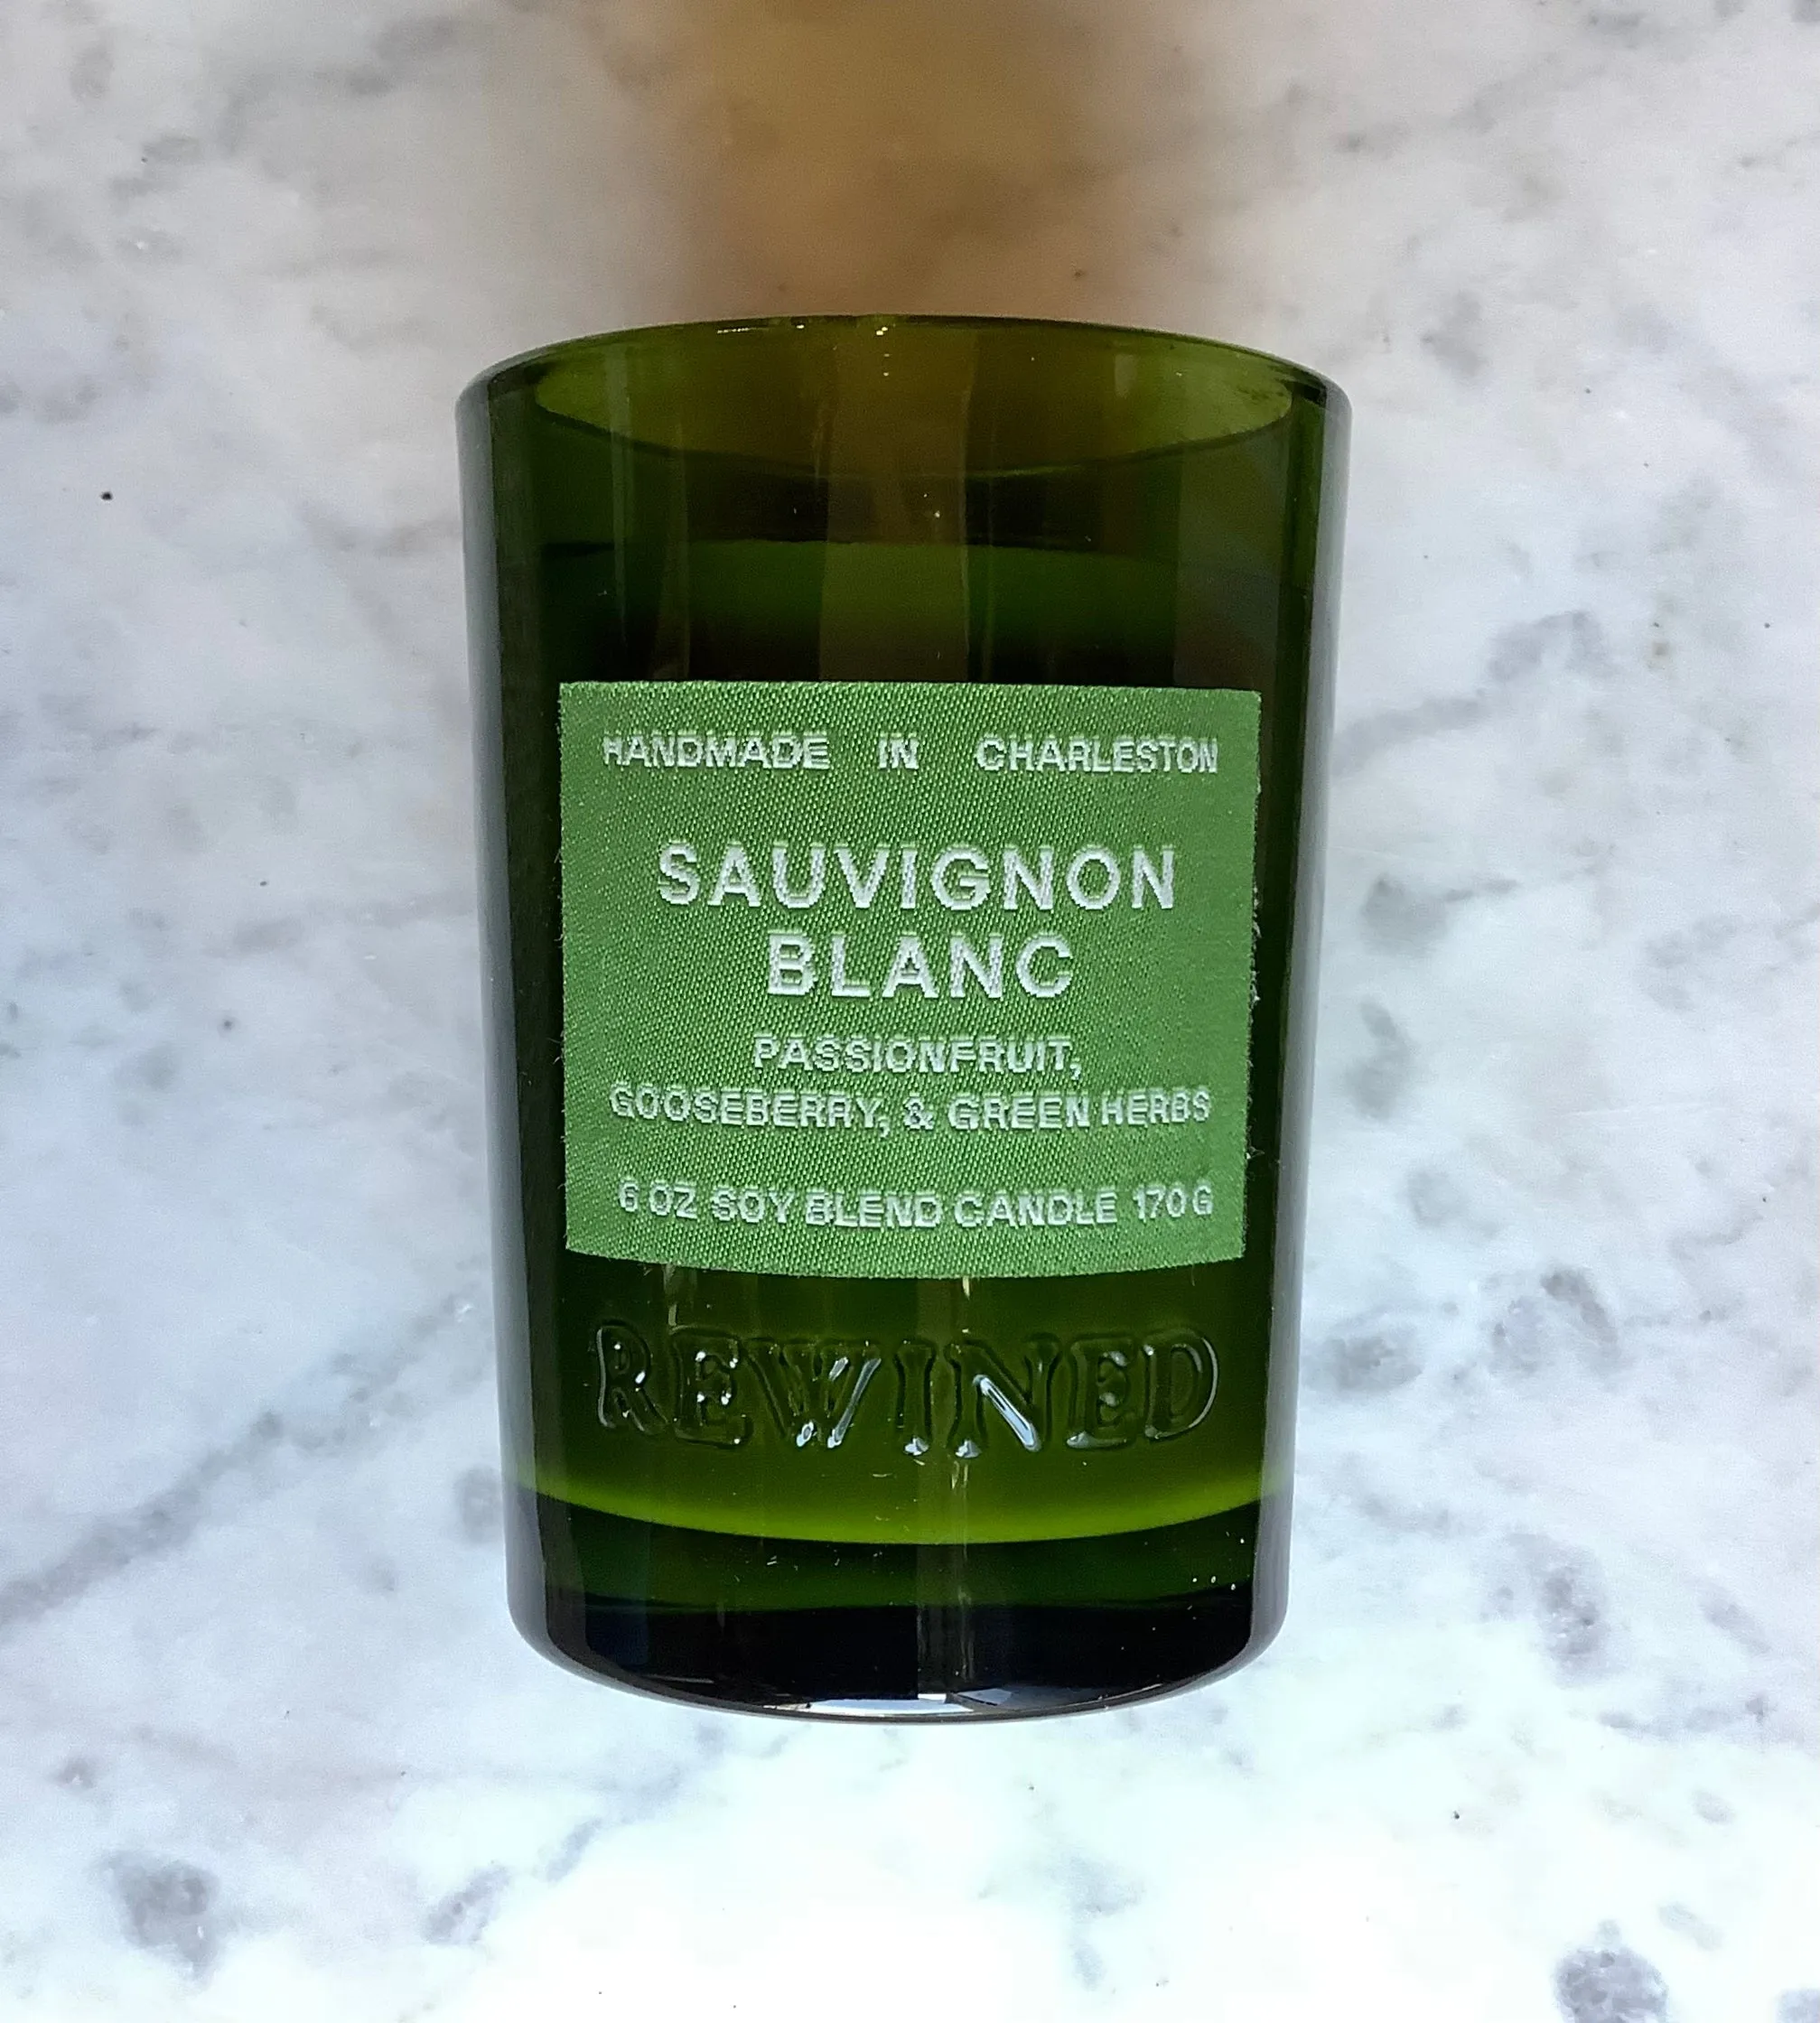 HANDMADE IN CHARLESTON
SAUVIGNON
BLANC
PASSIONFRUIT,
GOOSEBERRY, & GREEN HERBS
6 OZ SOY BLEND CANDLE 170 G
REWINED